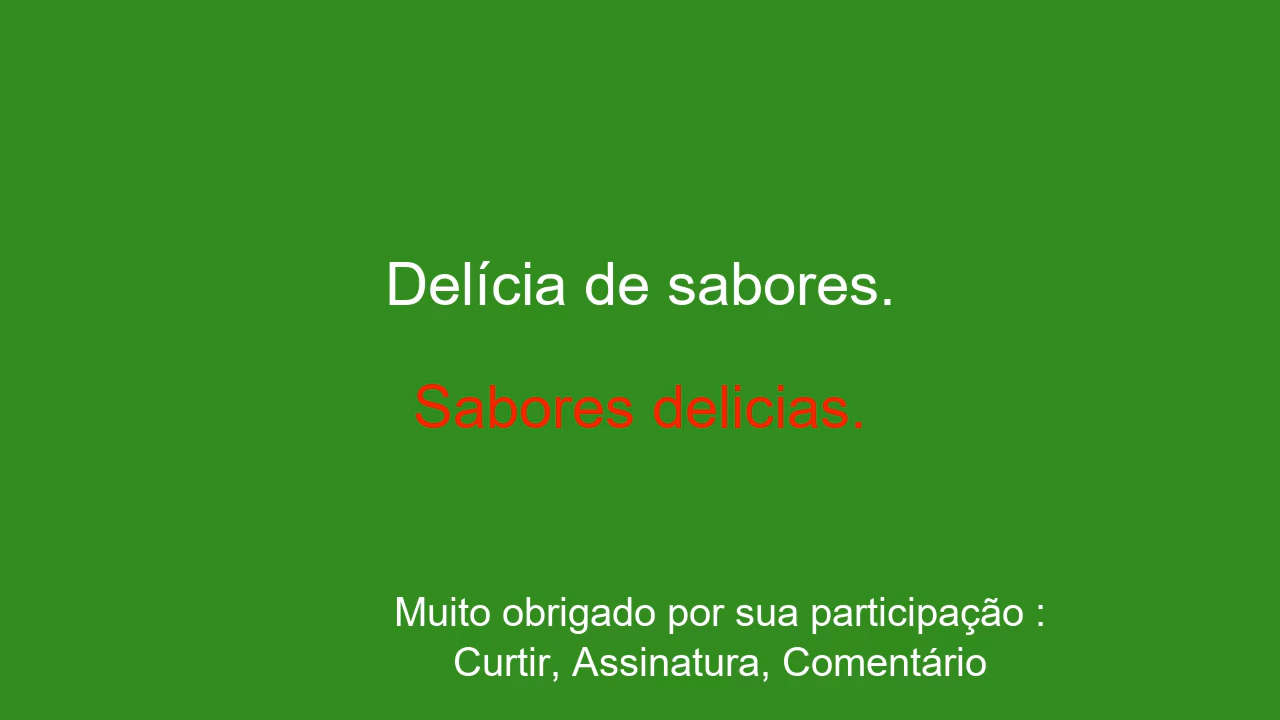 Delícia de sabores.
Sabores delicias.
Muito obrigado por sua participação :
Curtir, Assinatura, Comentário